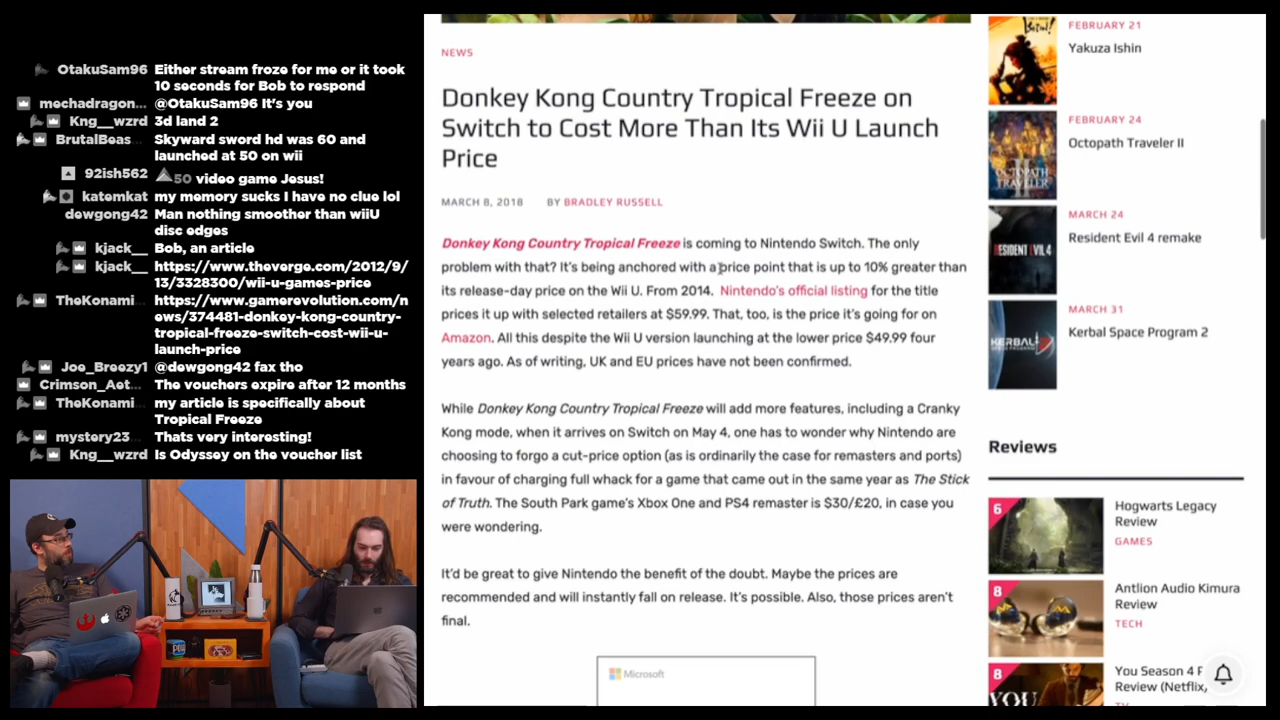 OtakuSam96 Either stream froze for me or it took
10 seconds for Bob to respond
mechadragon... @OtakuSam96 It's you
Kng__wzrd 3d land 2
BrutalBeas... Skyward sword hd was 60 and
launched at 50 on wii
92ish562 50 video game Jesus!
katemkat my memory sucks I have no clue lol
dewgong42 Man nothing smoother than wiiU
disc edges
kjack__ Bob, an article
kjack__ https://www.theverge.com/2012/9/
13/3328300/wii-u-games-price
TheKonami... https://www.gamerevolution.com/n
ews/374481-donkey-kong-country-
tropical-freeze-switch-cost-wii-u-
launch-price
Joe_Breezy1 @dewgong42 fax tho
Crimson_Aet... The vouchers expire after 12 months
TheKonami... my article is specifically about
Tropical Freeze
mystery23... Thats very interesting!
Kng__wzrd Is Odyssey on the voucher list
NEWS
Donkey Kong Country Tropical Freeze on
Switch to Cost More Than Its Wii U Launch
Price
MARCH 8, 2018 BY BRADLEY RUSSELL
Donkey Kong Country Tropical Freeze is coming to Nintendo Switch. The only
problem with that? It's being anchored with a price point that is up to 10% greater than
its release-day price on the Wii U. From 2014. Nintendo's official listing for the title
prices it up with selected retailers at $59.99. That, too, is the price it's going for on
Amazon. All this despite the Wii U version launching at the lower price $49.99 four
years ago. As of writing, UK and EU prices have not been confirmed.
While Donkey Kong Country Tropical Freeze will add more features, including a Cranky
Kong mode, when it arrives on Switch on May 4, one has to wonder why Nintendo are
choosing to forgo a cut-price option (as is ordinarily the case for remasters and ports)
in favour of charging full whack for a game that came out in the same year as The Stick
of Truth. The South Park game's Xbox One and PS4 remaster is $30/£20, in case you
were wondering.
It'd be great to give Nintendo the benefit of the doubt. Maybe the prices are
recommended and will instantly fall on release. It's possible. Also, those prices aren't
final.
Microsoft
FEBRUARY 21
Yakuza Ishin
FEBRUARY 24
Octopath Traveler II
OCTOPATH
TRAVELER
MARCH 24
Resident Evil 4 remake
RESIDENT EVIL 4
MARCH 31
Kerbal Space Program 2
KERBAL
Reviews
6
Hogwarts Legacy
Review
GAMES
8
Antlion Audio Kimura
Review
TECH
8
You Season 4 P
Review (Netflix,
YOU
TV